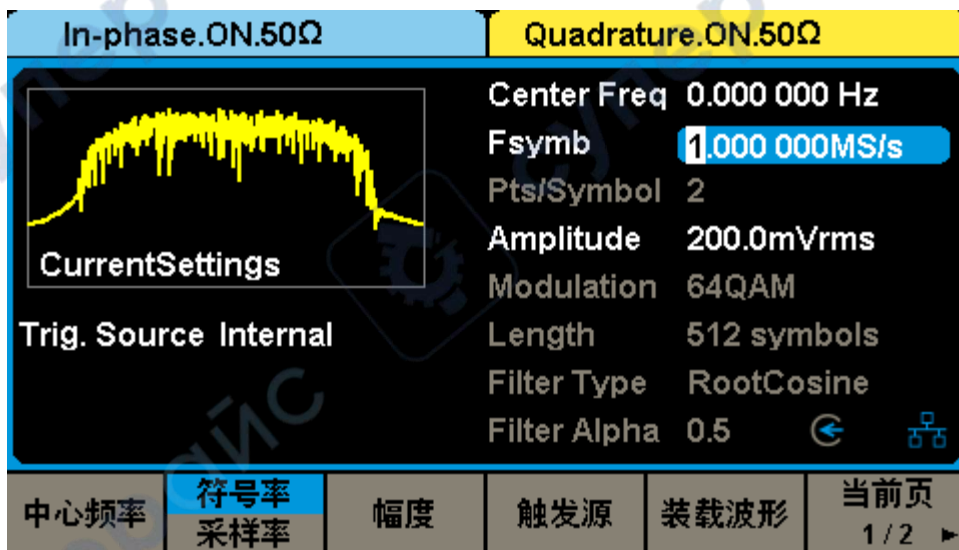 In-phase.ON.50Ω
Quadrature.ON.50Ω
CurrentSettings
Trig. Source Internal
Center Freq 0.000 000 Hz
Fsymb 1.000 000MS/s
Pts/Symbol 2
Amplitude 200.0mVrms
Modulation 64QAM
Length 512 symbols
Filter Type RootCosine
Filter Alpha 0.5
中心频率
符号率
采样率
幅度
触发源
装载波形
当前页
1/2